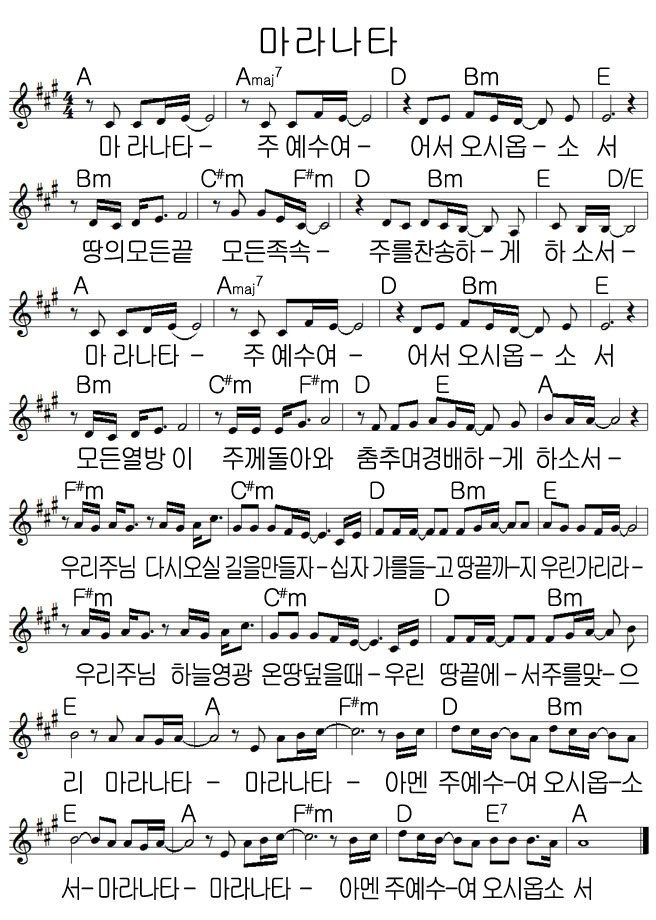 마라나타
A Amaj7 D Bm E
마 라나타- 주 예수여- 어서 오시옵- 소 서
Bm C#m F#m D Bm E D/E
땅의모든끝 모든족속- 주를찬송하-게 하 소서-
A Amaj7 D Bm E
마 라나타- 주 예수여- 어서 오시옵- 소 서
Bm C#m F#m D E A
모든열방 이 주께돌아와 춤추며경배하-게 하소서-
F#m C#m D Bm E
우리주님 다시오실 길을만들자-십자 가를들-고 땅끝까-지 우린가리라-
F#m C#m D Bm
우리주님 하늘영광 온땅덮을때-우린 땅끝에-서주를맞-으
E A F#m D Bm
리 마라나타- 마라나타- 아멘 주예수-여 오시옵-소
E A F#m D E7 A
서-마라나타- 마라나타- 아멘 주예수-여 오시옵소 서